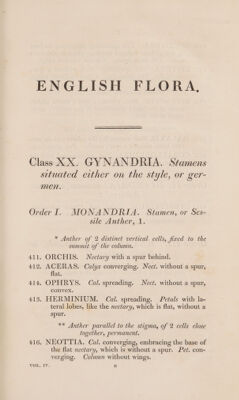 ENGLISH FLORA.
Class XX. GYNANDRIA. Stamens
situated either on the style, or ger-
men.
Order I. MONANDRIA. Stamen, or Ses-
sile Anther, 1.
* Anther of 2 distinct vertical cells, fixed to the
summit of the column.
411. ORCHIS. Nectary with a spur behind.
412. ACERAS. Calyx converging. Nect. without a spur,
flat.
414. OPHRYS. Cal. spreading. Nect. without a spur,
convex.
413. HERMINIUM. Cal. spreading. Petals with la-
teral lobes, like the nectary, which is flat, without a
spur.
** Anther parallel to the stigma, of 2 cells close
together, permanent.
416. NEOTTIA. Cal. converging, embracing the base of
the flat nectary, which is without a spur. Pet. con-
verging. Column without wings.
VOL. IV. B